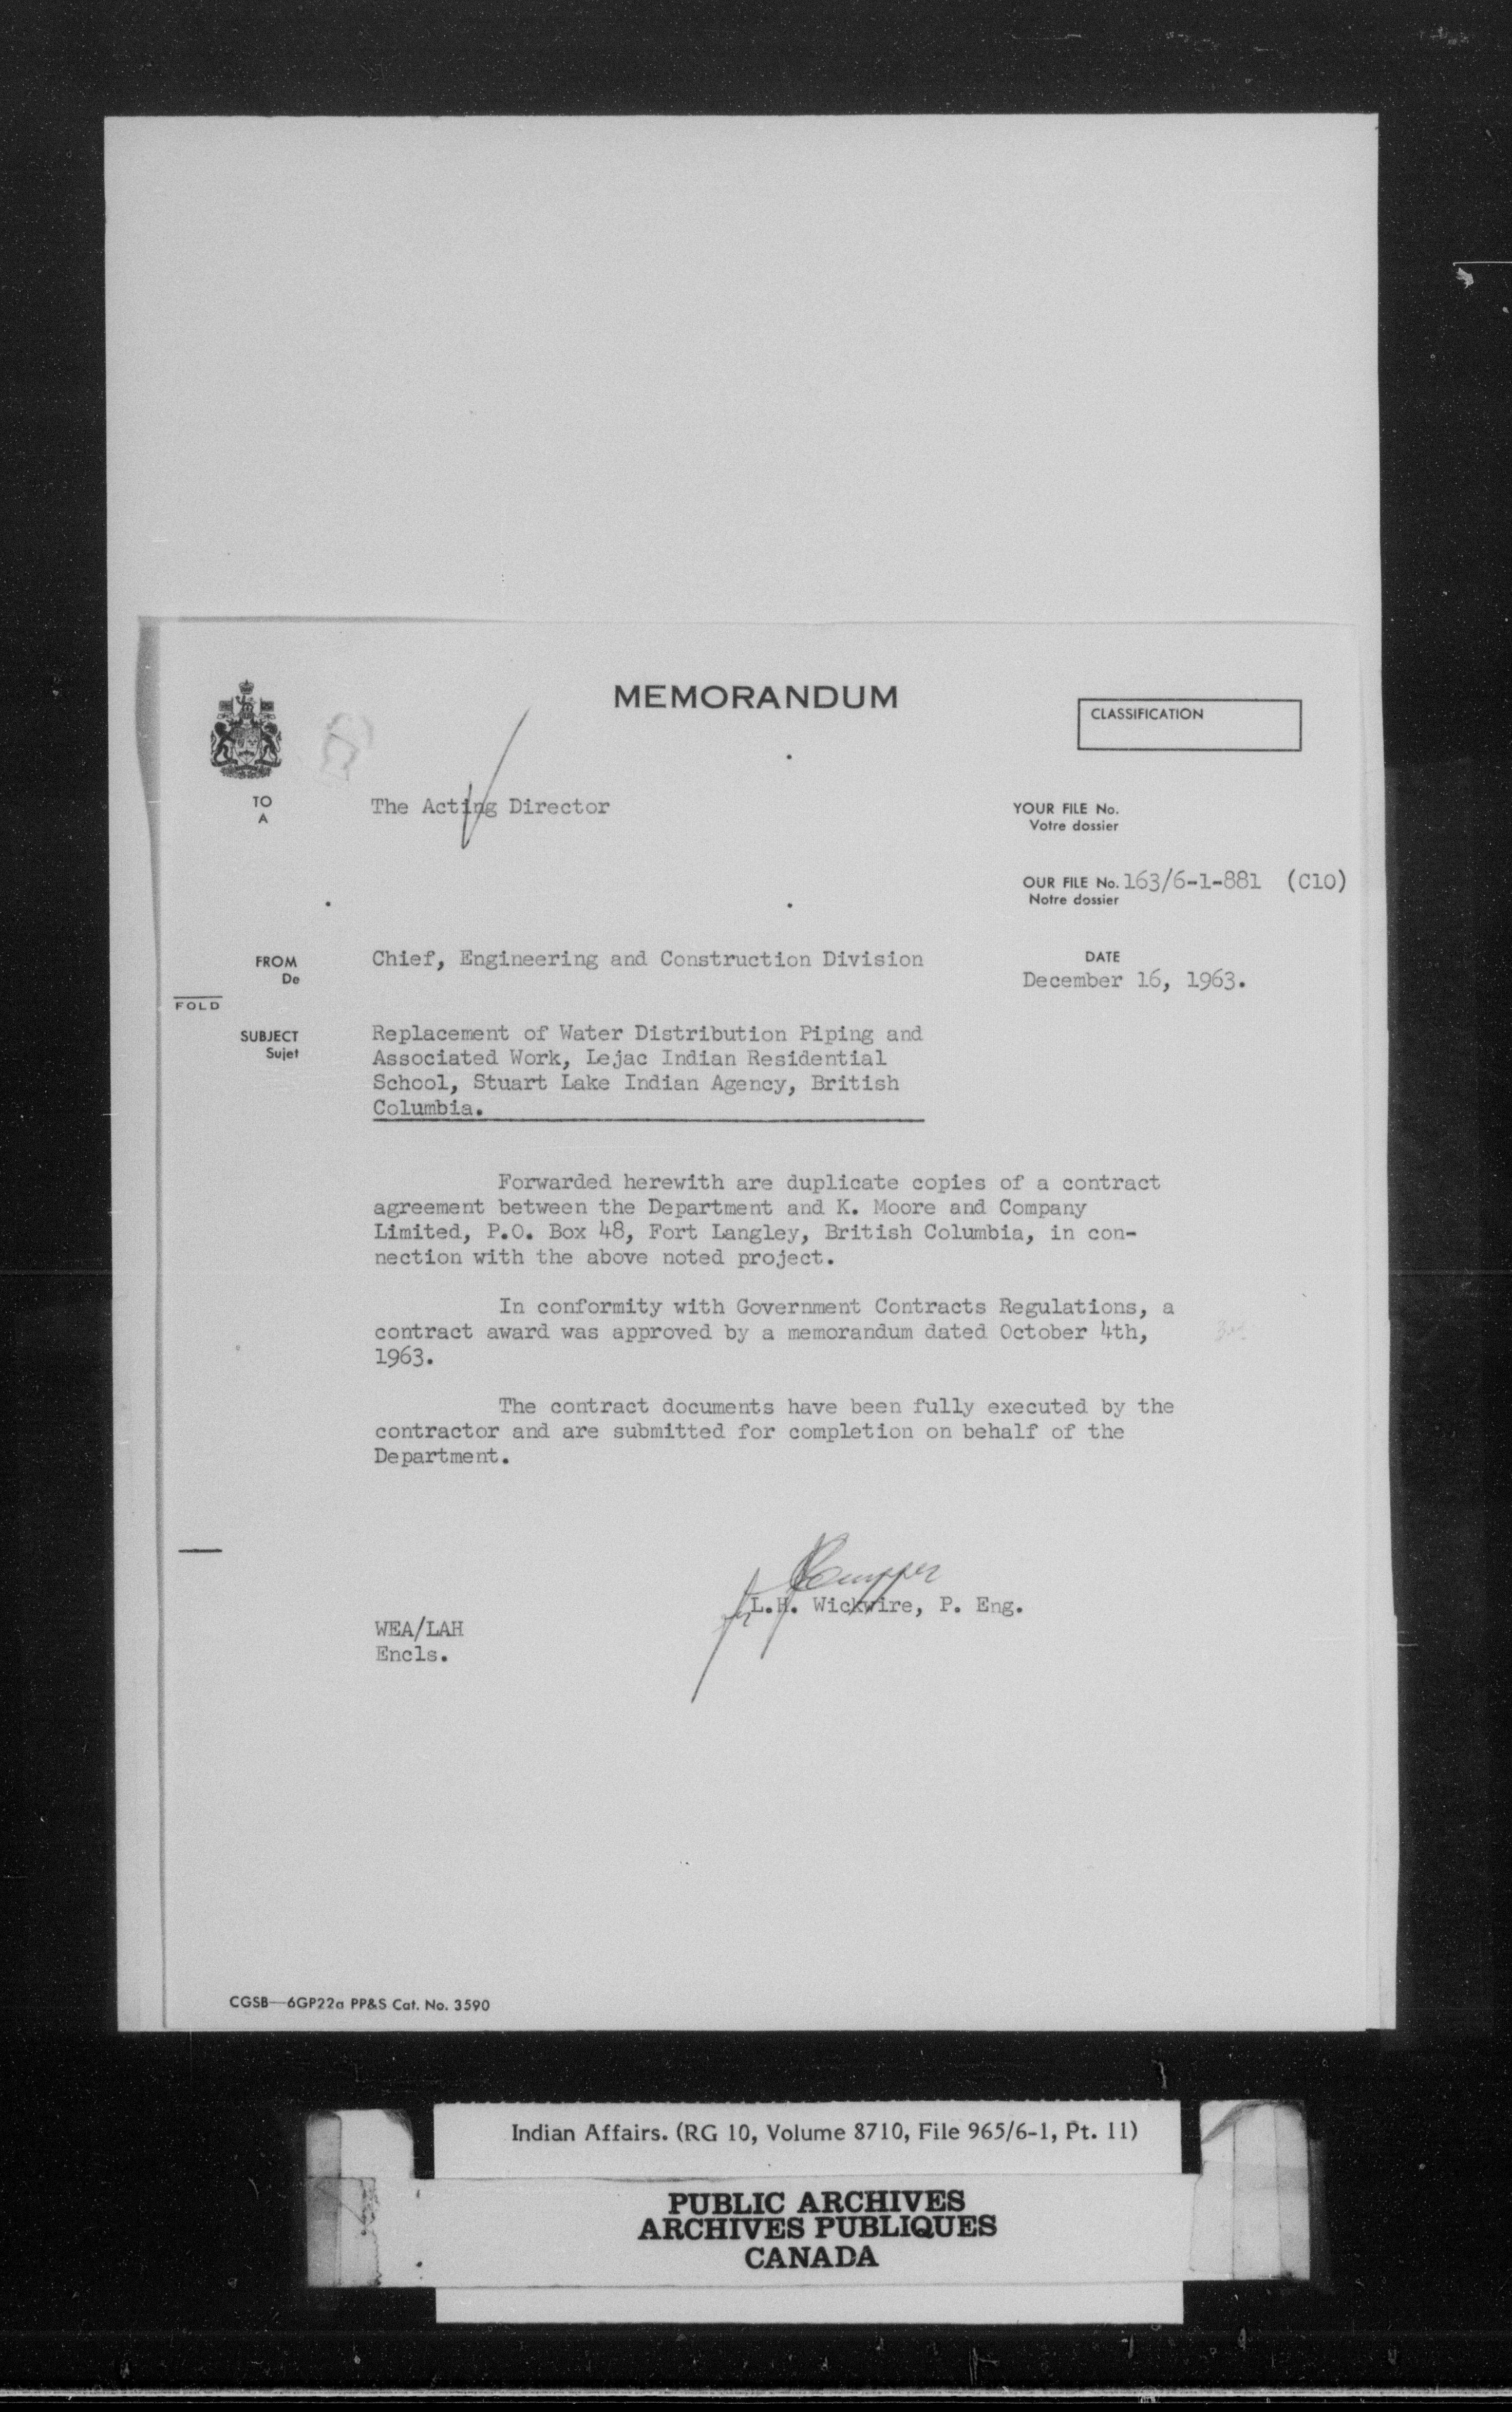 MEMORANDUM
CLASSIFICATION
TO
A
The Acting Director
YOUR FILE No.
Votre dossier
OUR FILE No. 163/6-1-881 (C10)
Notre dossier
FROM
De
Chief, Engineering and Construction Division
DATE
December 16, 1963.
FOLD
SUBJECT
Sujet
Replacement of Water Distribution Piping and
Associated Work, Lejac Indian Residential
School, Stuart Lake Indian Agency, British
Columbia.
Forwarded herewith are duplicate copies of a contract
agreement between the Department and K. Moore and Company
Limited, P.O. Box 48, Fort Langley, British Columbia, in con-
nection with the above noted project.
In conformity with Government Contracts Regulations, a
contract award was approved by a memorandum dated October 4th,
1963.
The contract documents have been fully executed by the
contractor and are submitted for completion on behalf of the
Department.
L.H. Wickwire, P. Eng.
WEA/LAH
Encls.
CGSB—6GP22a PP&S Cat. No. 3590
Indian Affairs. (RG 10, Volume 8710, File 965/6-1, Pt. 11)
PUBLIC ARCHIVES
ARCHIVES PUBLIQUES
CANADA